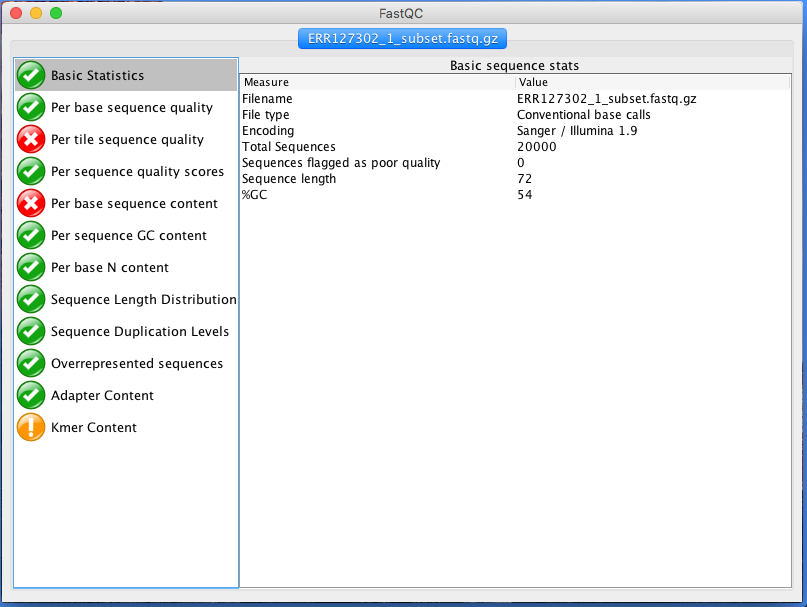 FastQC
ERR127302_1_subset.fastq.gz
Basic Statistics
Per base sequence quality
Per tile sequence quality
Per sequence quality scores
Per base sequence content
Per sequence GC content
Per base N content
Sequence Length Distribution
Sequence Duplication Levels
Overrepresented sequences
Adapter Content
Kmer Content
Basic sequence stats
Measure Value
Filename ERR127302_1_subset.fastq.gz
File type Conventional base calls
Encoding Sanger / Illumina 1.9
Total Sequences 20000
Sequences flagged as poor quality 0
Sequence length 72
%GC 54